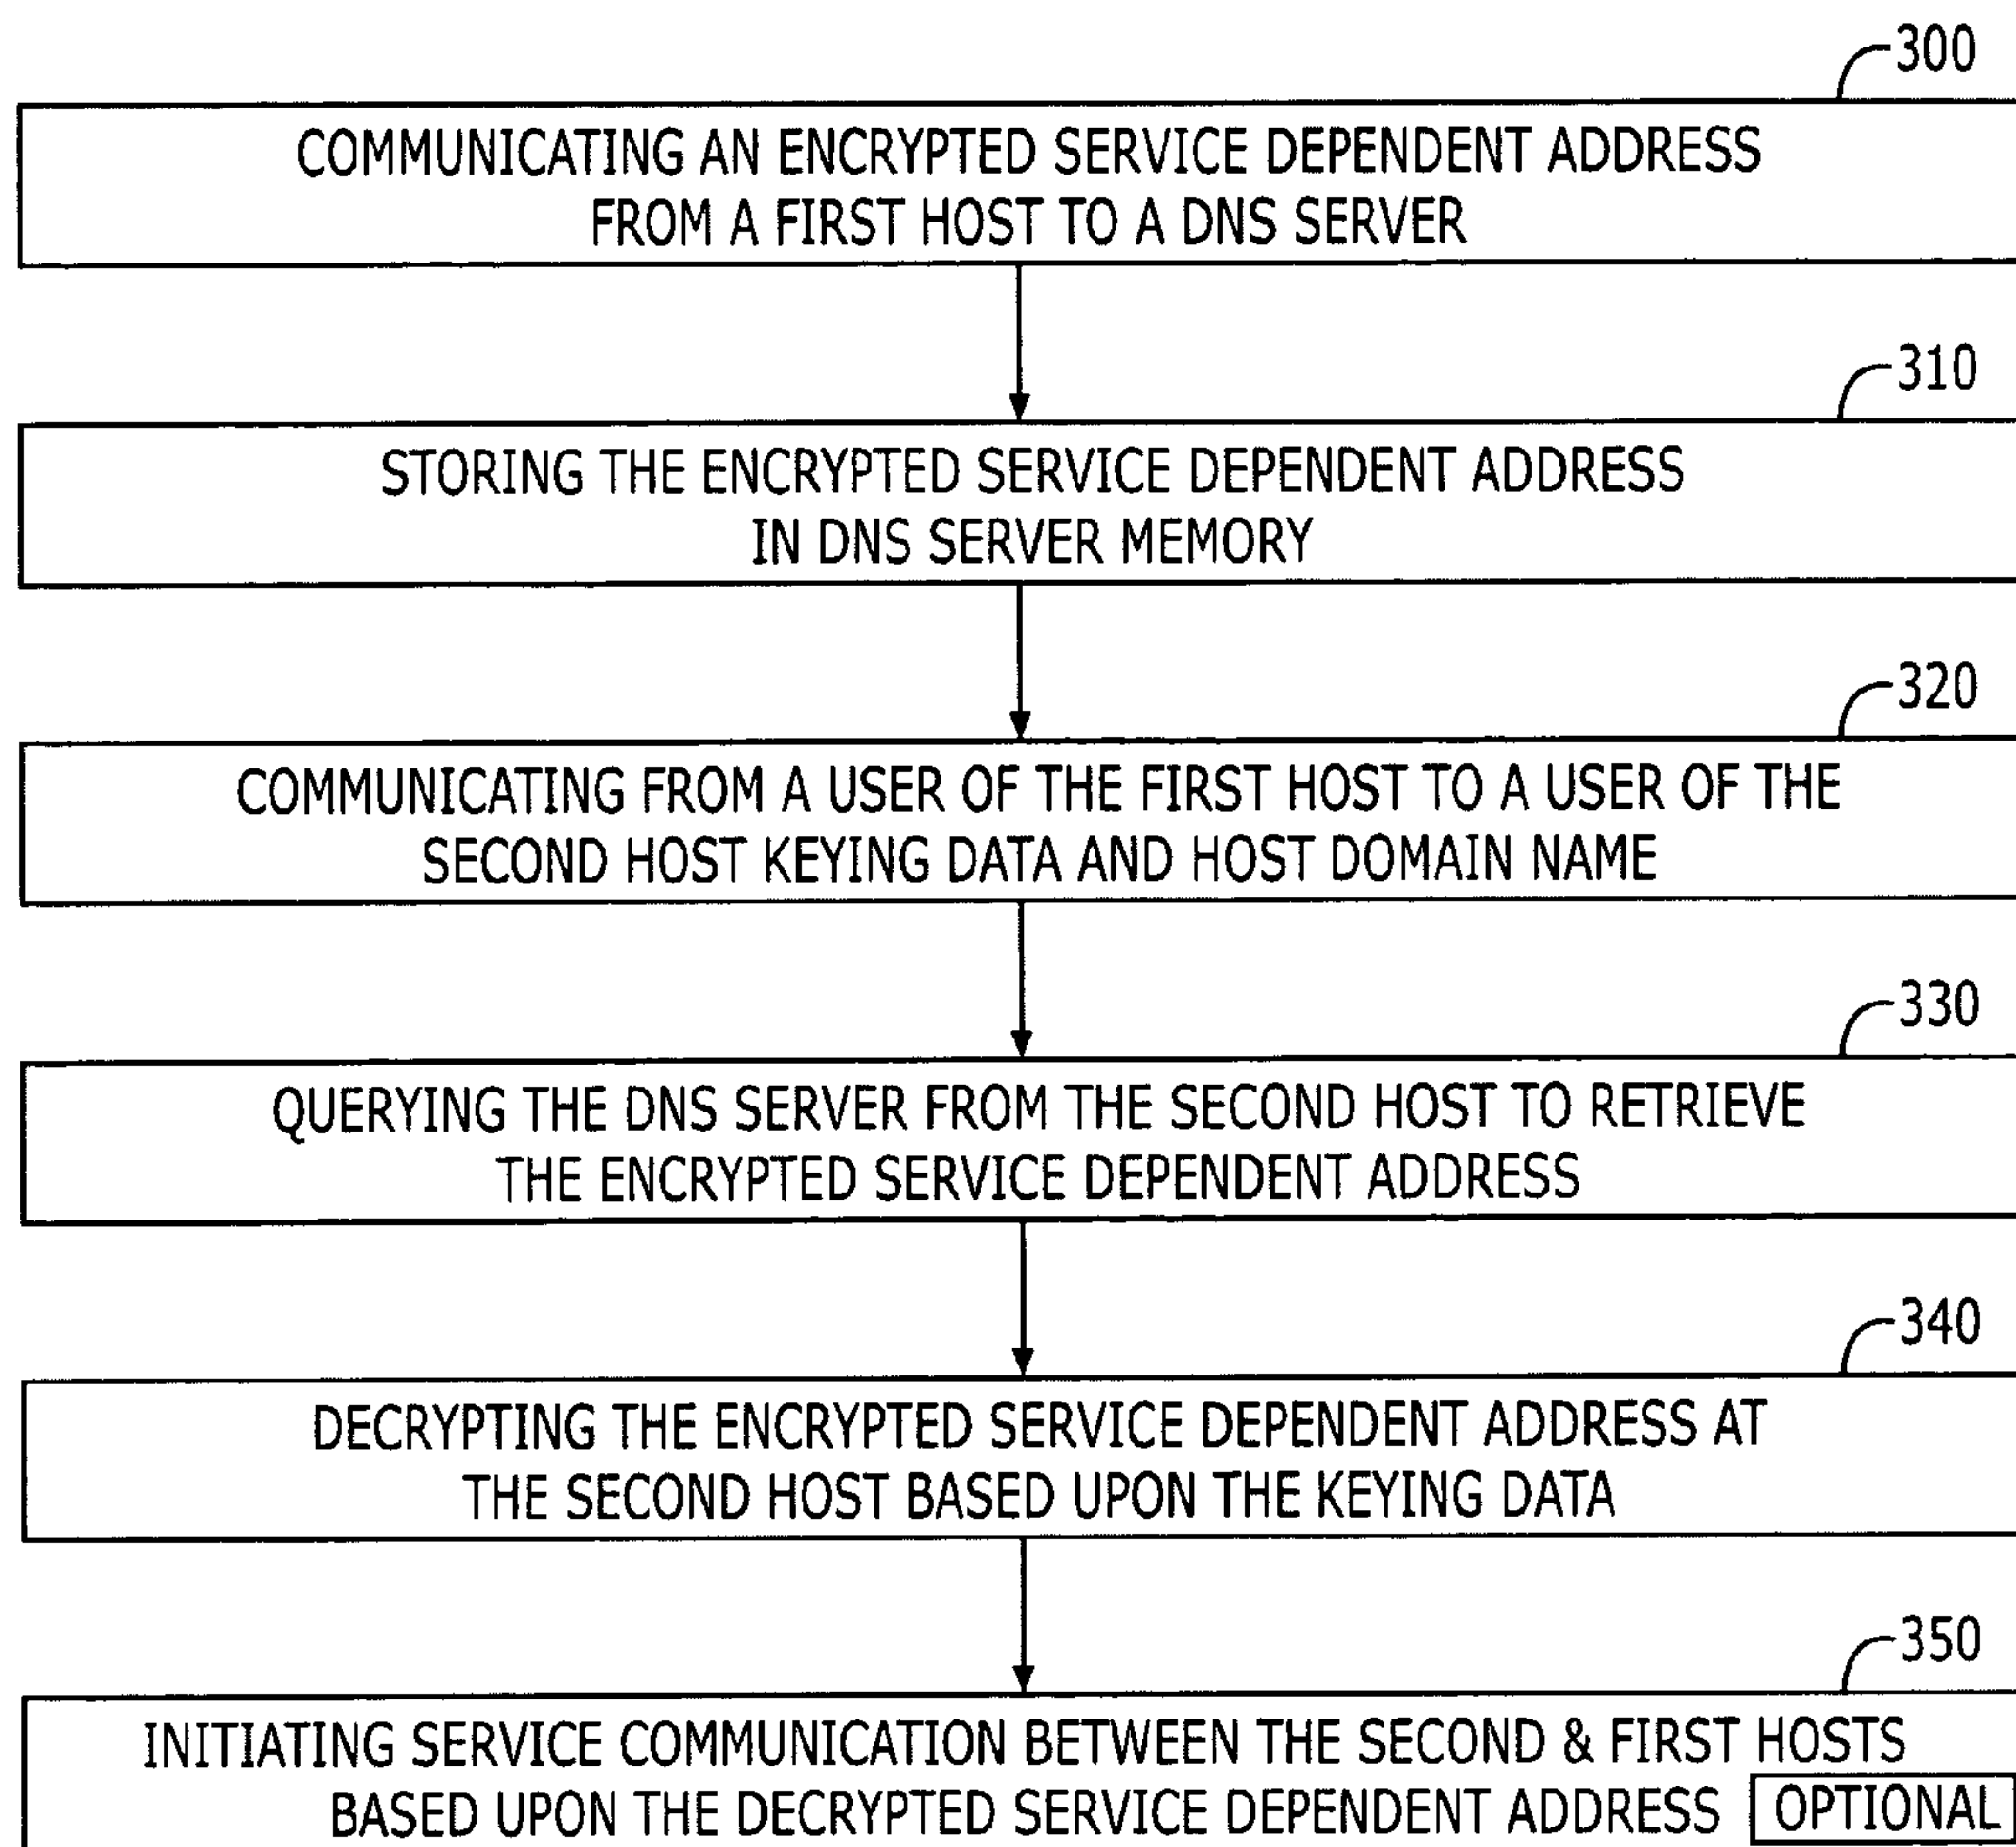 300
COMMUNICATING AN ENCRYPTED SERVICE DEPENDENT ADDRESS
FROM A FIRST HOST TO A DNS SERVER
310
STORING THE ENCRYPTED SERVICE DEPENDENT ADDRESS
IN DNS SERVER MEMORY
320
COMMUNICATING FROM A USER OF THE FIRST HOST TO A USER OF THE
SECOND HOST KEYING DATA AND HOST DOMAIN NAME
330
QUERYING THE DNS SERVER FROM THE SECOND HOST TO RETRIEVE
THE ENCRYPTED SERVICE DEPENDENT ADDRESS
340
DECRYPTING THE ENCRYPTED SERVICE DEPENDENT ADDRESS AT
THE SECOND HOST BASED UPON THE KEYING DATA
350
INITIATING SERVICE COMMUNICATION BETWEEN THE SECOND & FIRST HOSTS
BASED UPON THE DECRYPTED SERVICE DEPENDENT ADDRESS OPTIONAL